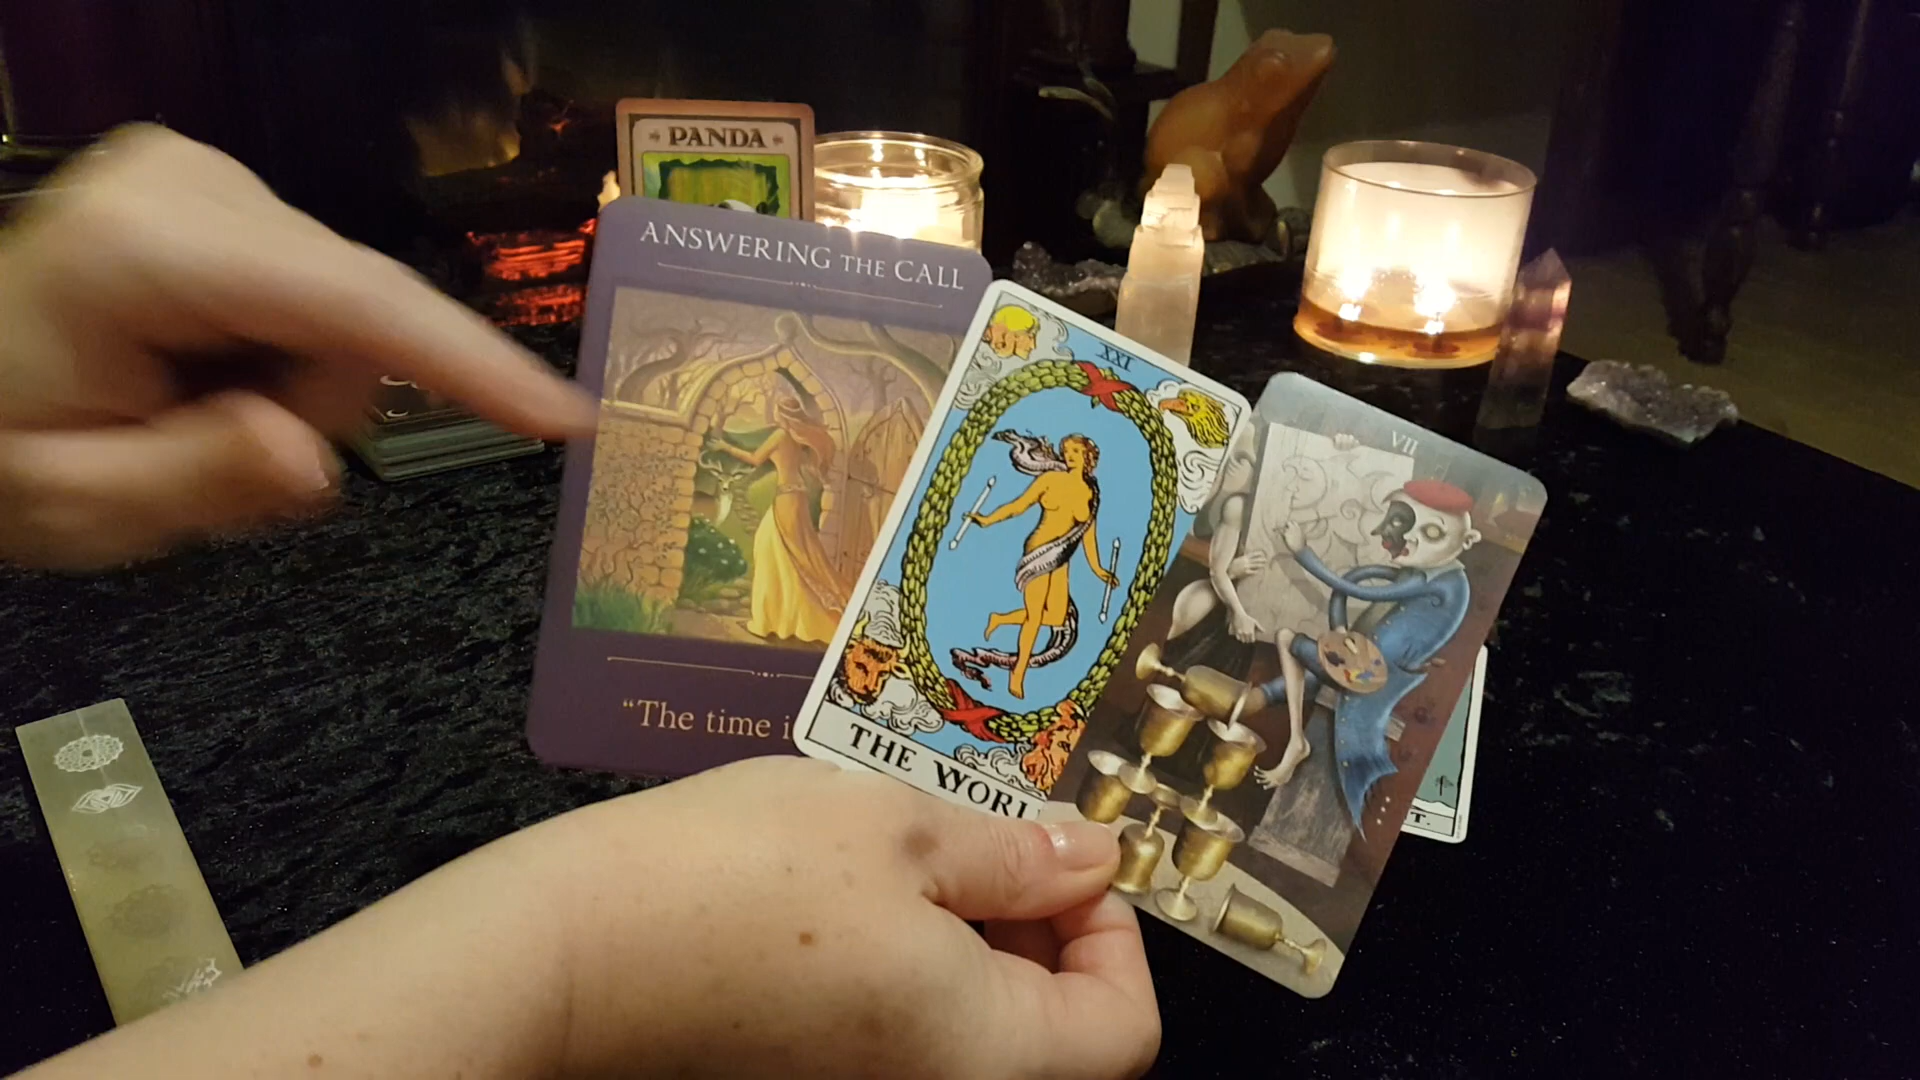 PANDA
ANSWERING THE CALL
"The time i
XXI
THE WORL
VII
T.